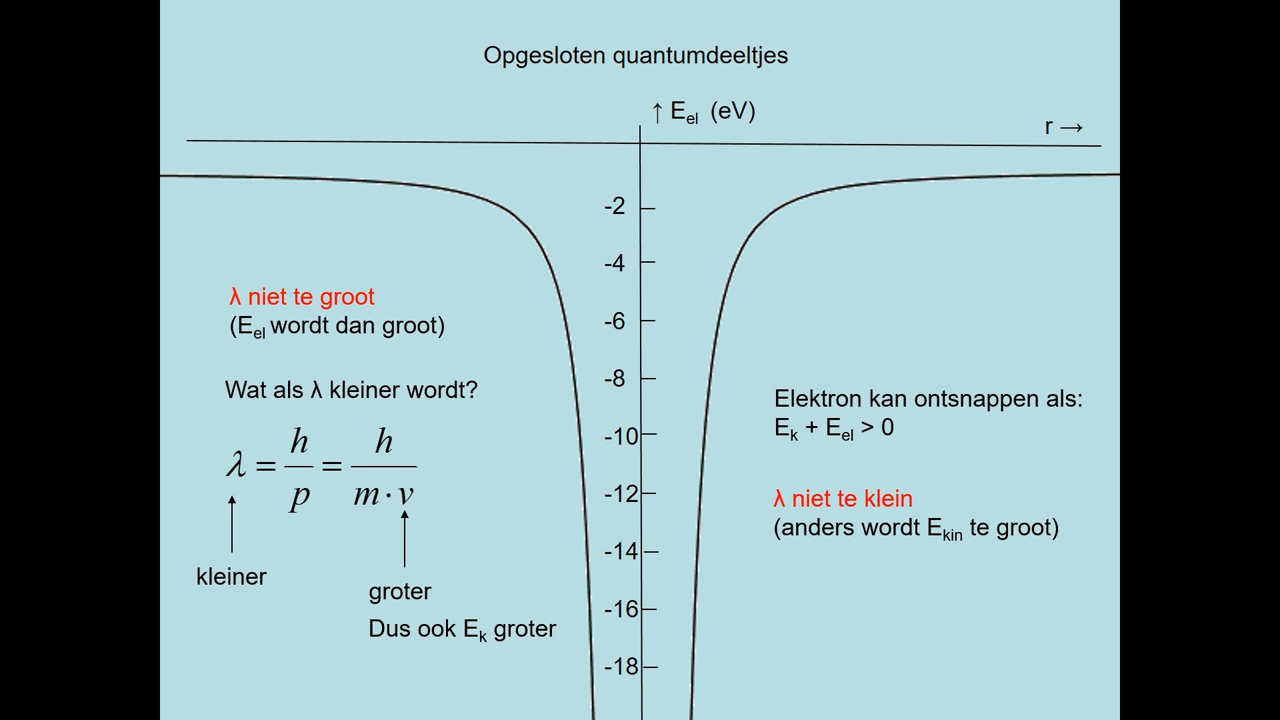 Opgesloten quantumdeeltjes
↑ Eel (eV)
r →
-2
-4
-6
-8
-10
-12
-14
-16
-18
λ niet te groot
(Eel wordt dan groot)
Wat als λ kleiner wordt?
λ = h/p = h/(m · v)
kleiner
groter
Dus ook Ek groter
Elektron kan ontsnappen als:
Ek + Eel > 0
λ niet te klein
(anders wordt Ekin te groot)